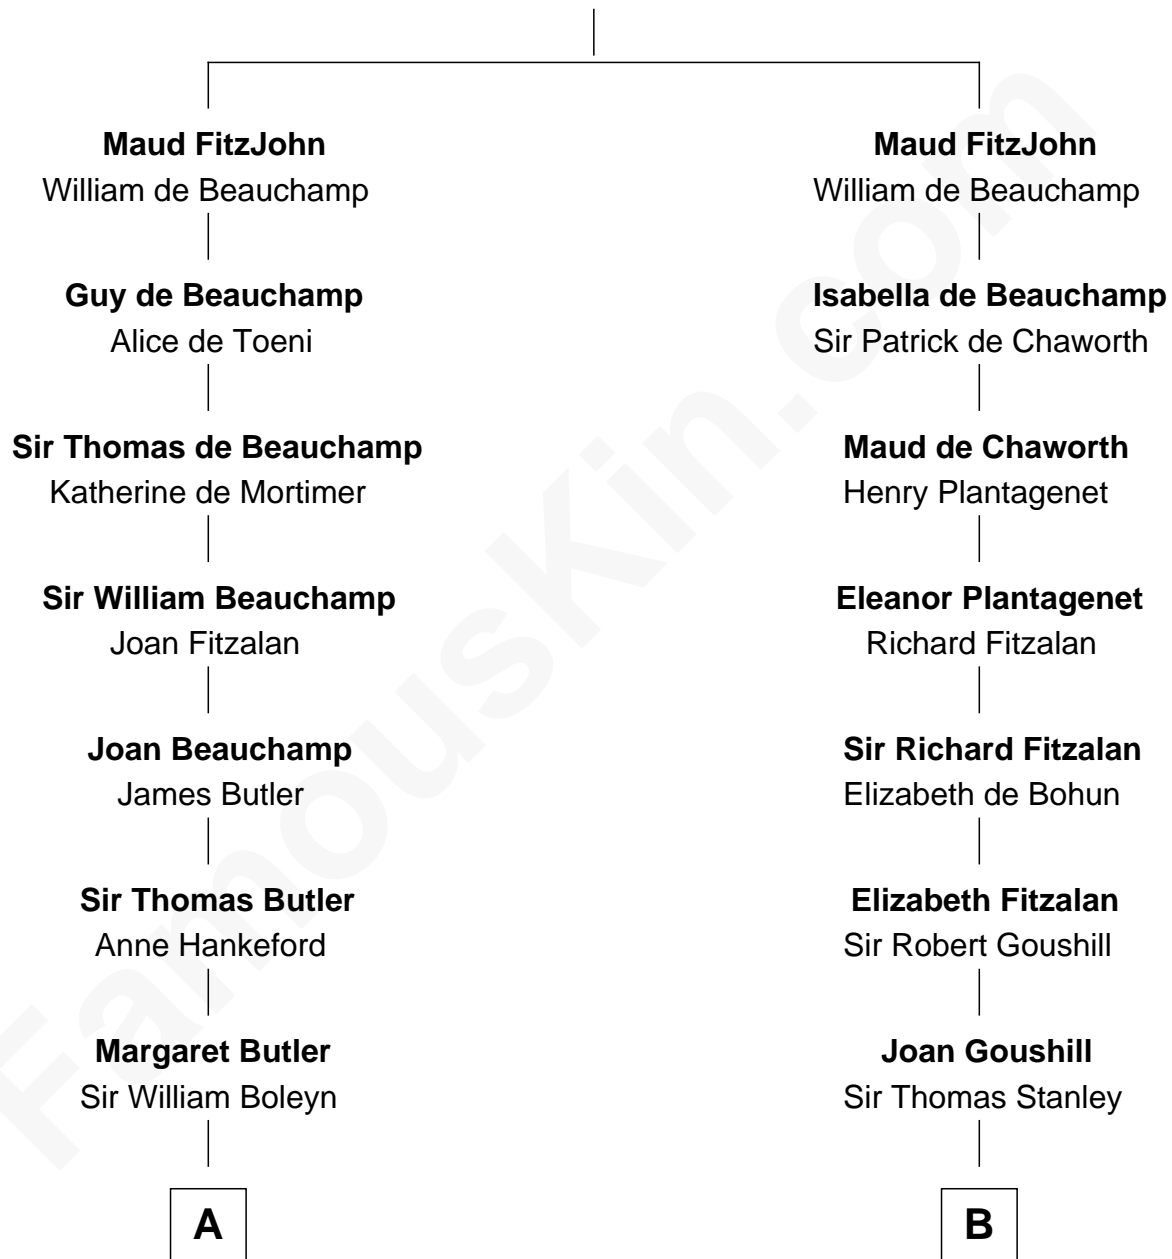 Maud FitzJohn
William de Beauchamp
Guy de Beauchamp
Alice de Toeni
Sir Thomas de Beauchamp
Katherine de Mortimer
Sir William Beauchamp
Joan Fitzalan
Joan Beauchamp
James Butler
Sir Thomas Butler
Anne Hankeford
Margaret Butler
Sir William Boleyn
A
Maud FitzJohn
William de Beauchamp
Isabella de Beauchamp
Sir Patrick de Chaworth
Maud de Chaworth
Henry Plantagenet
Eleanor Plantagenet
Richard Fitzalan
Sir Richard Fitzalan
Elizabeth de Bohun
Elizabeth Fitzalan
Sir Robert Goushill
Joan Goushill
Sir Thomas Stanley
B
FamousKin.com